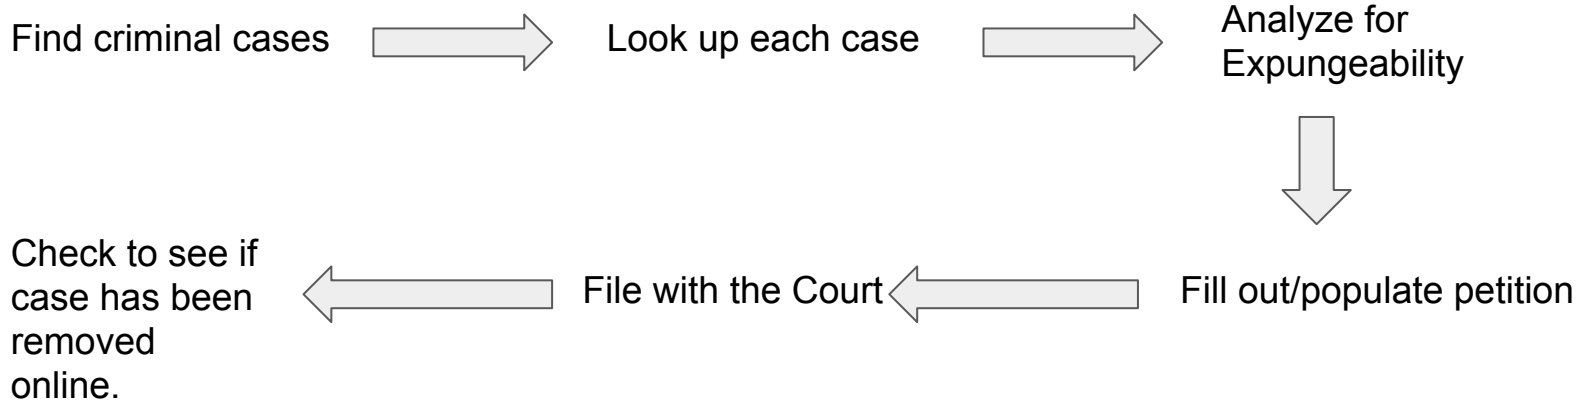 Find criminal cases
Look up each case
Analyze for
Expungeability
Fill out/populate petition
File with the Court
Check to see if
case has been
removed
online.